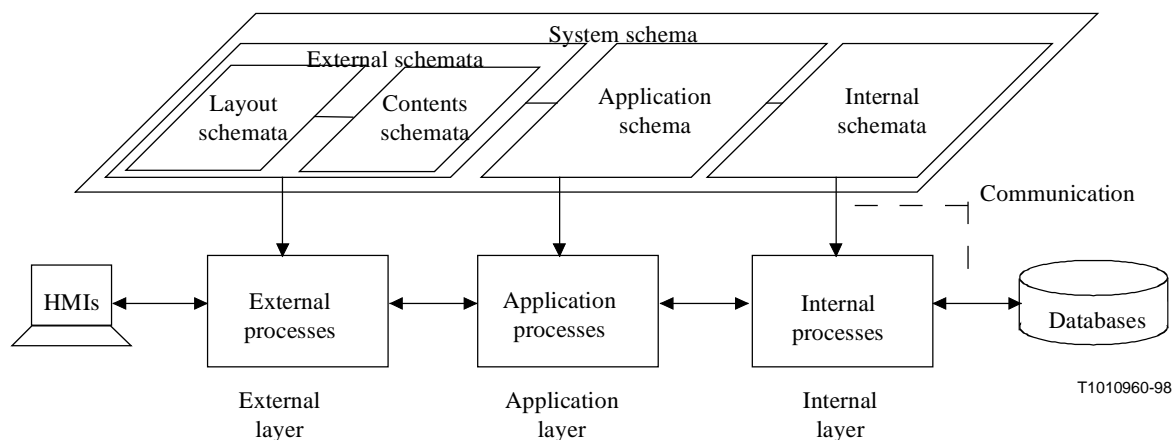 System schema
External schemata
Layout schemata
Contents schemata
Application schema
Internal schemata
Communication
HMIs
External processes
Application processes
Internal processes
Databases
T1010960-98
External layer
Application layer
Internal layer